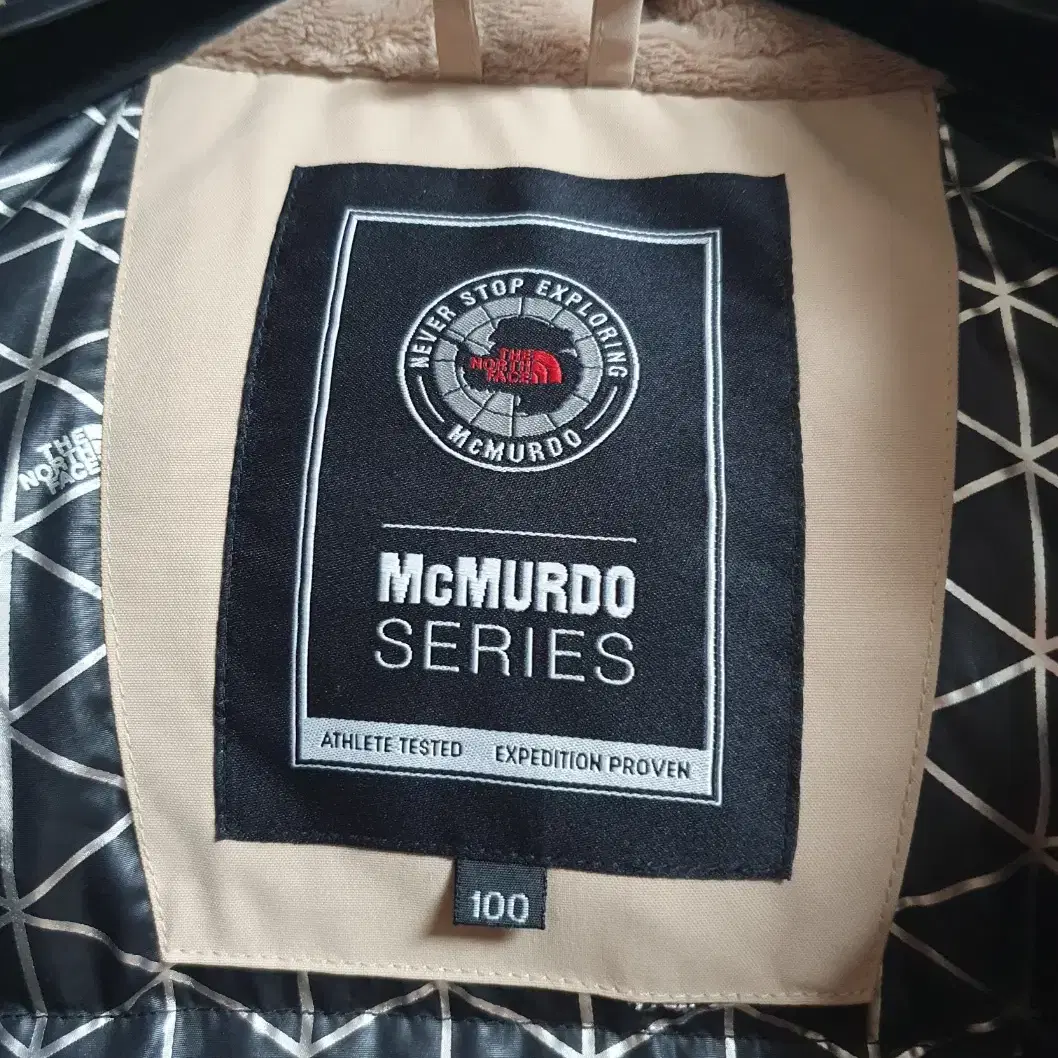 NEVER STOP EXPLORING
THE
NORTH
FACE
McMURDO
THE
NORTH
FACE
McMURDO
SERIES
ATHLETE TESTED EXPEDITION PROVEN
100